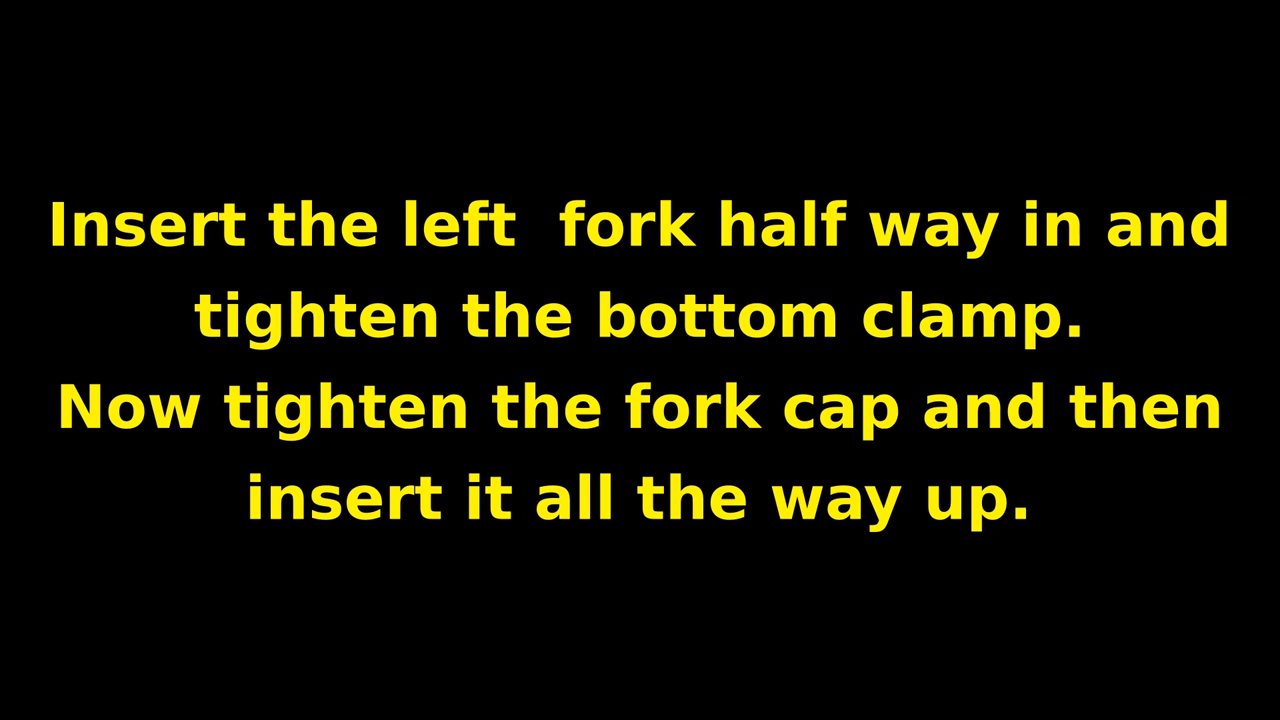 Insert the left  fork half way in and
tighten the bottom clamp.
Now tighten the fork cap and then
insert it all the way up.